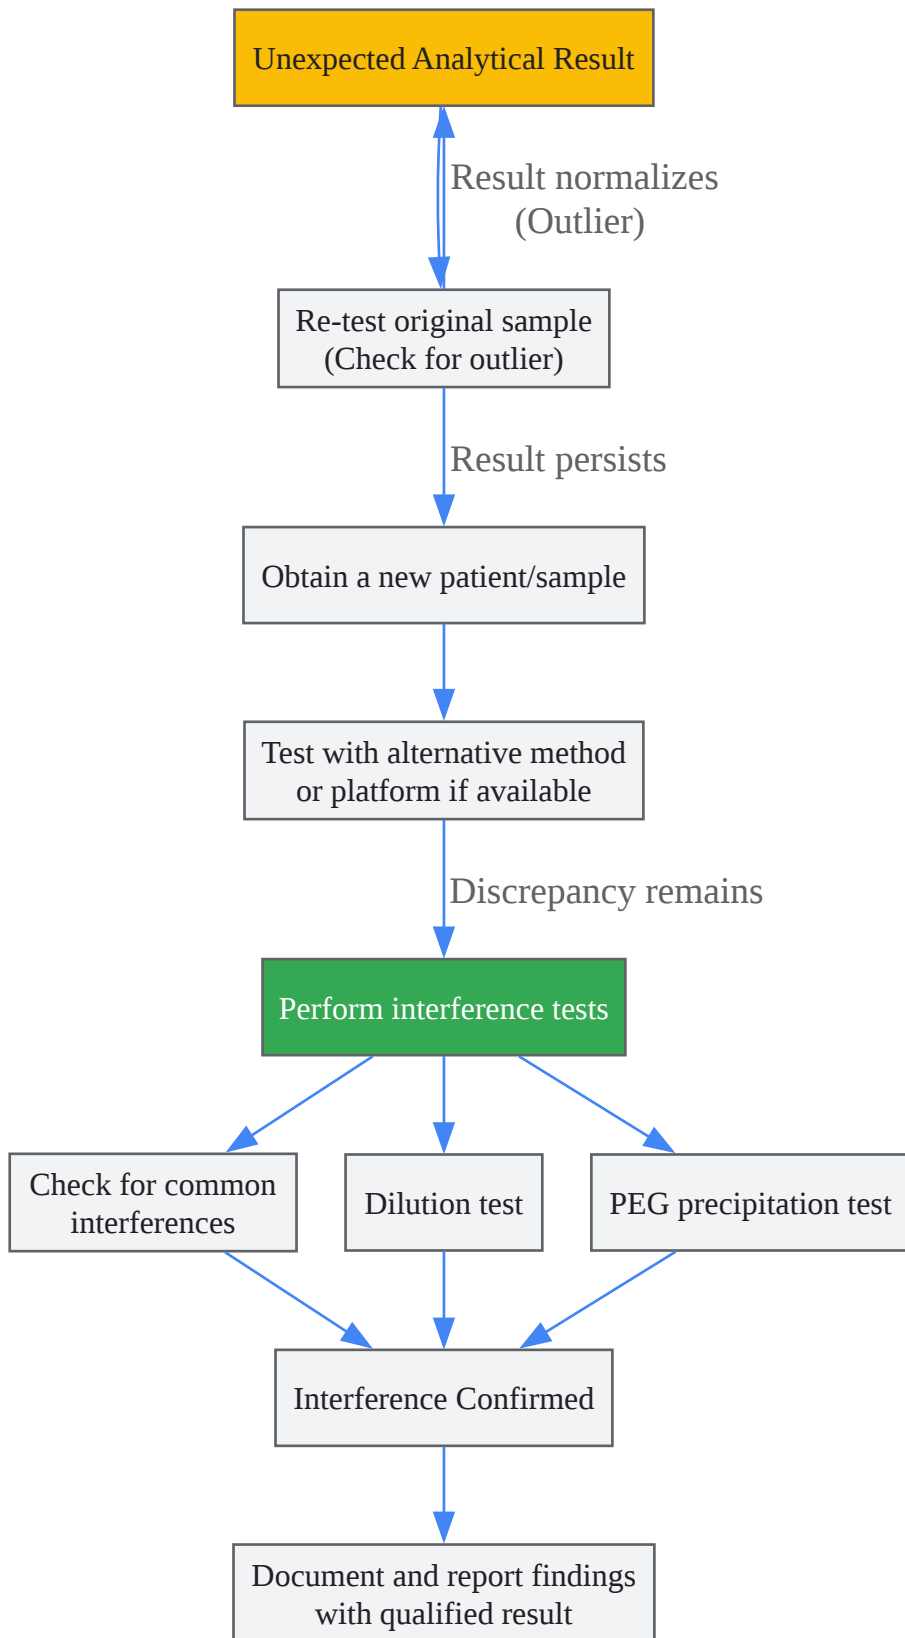 Unexpected Analytical Result
Result normalizes
(Outlier)
Re-test original sample
(Check for outlier)
Result persists
Obtain a new patient/sample
Test with alternative method
or platform if available
Discrepancy remains
Perform interference tests
Check for common
interferences
Dilution test
PEG precipitation test
Interference Confirmed
Document and report findings
with qualified result